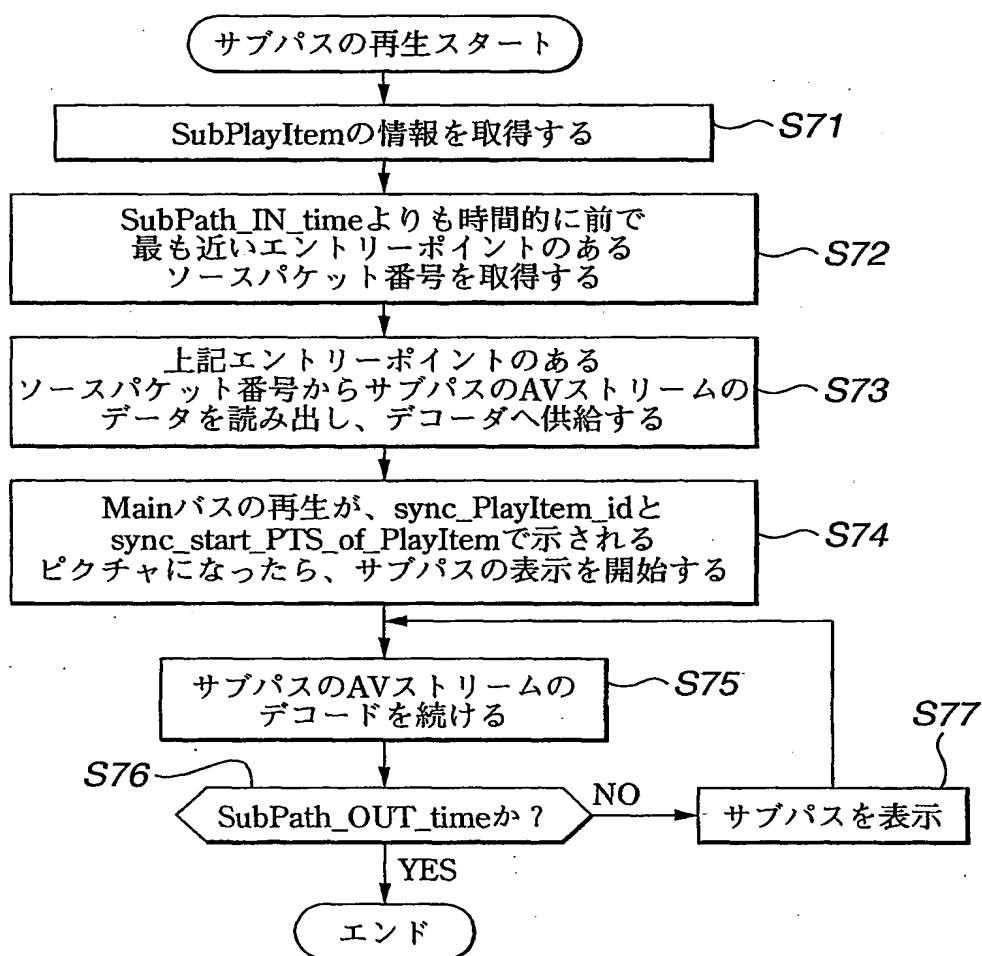 サブパスの再生スタート
SubPlayItemの情報を取得する
S71
SubPath_IN_timeよりも時間的に前で
最も近いエントリーポイントのある
ソースパケット番号を取得する
S72
上記エントリーポイントのある
ソースパケット番号からサブパスのAVストリームの
データを読み出し、デコーダへ供給する
S73
Mainパスの再生が、sync_PlayItem_idと
sync_start_PTS_of_PlayItemで示される
ピクチャになったら、サブパスの表示を開始する
S74
サブパスのAVストリームの
デコードを続ける
S75
S76
SubPath_OUT_timeか？
NO
サブパスを表示
S77
YES
エンド